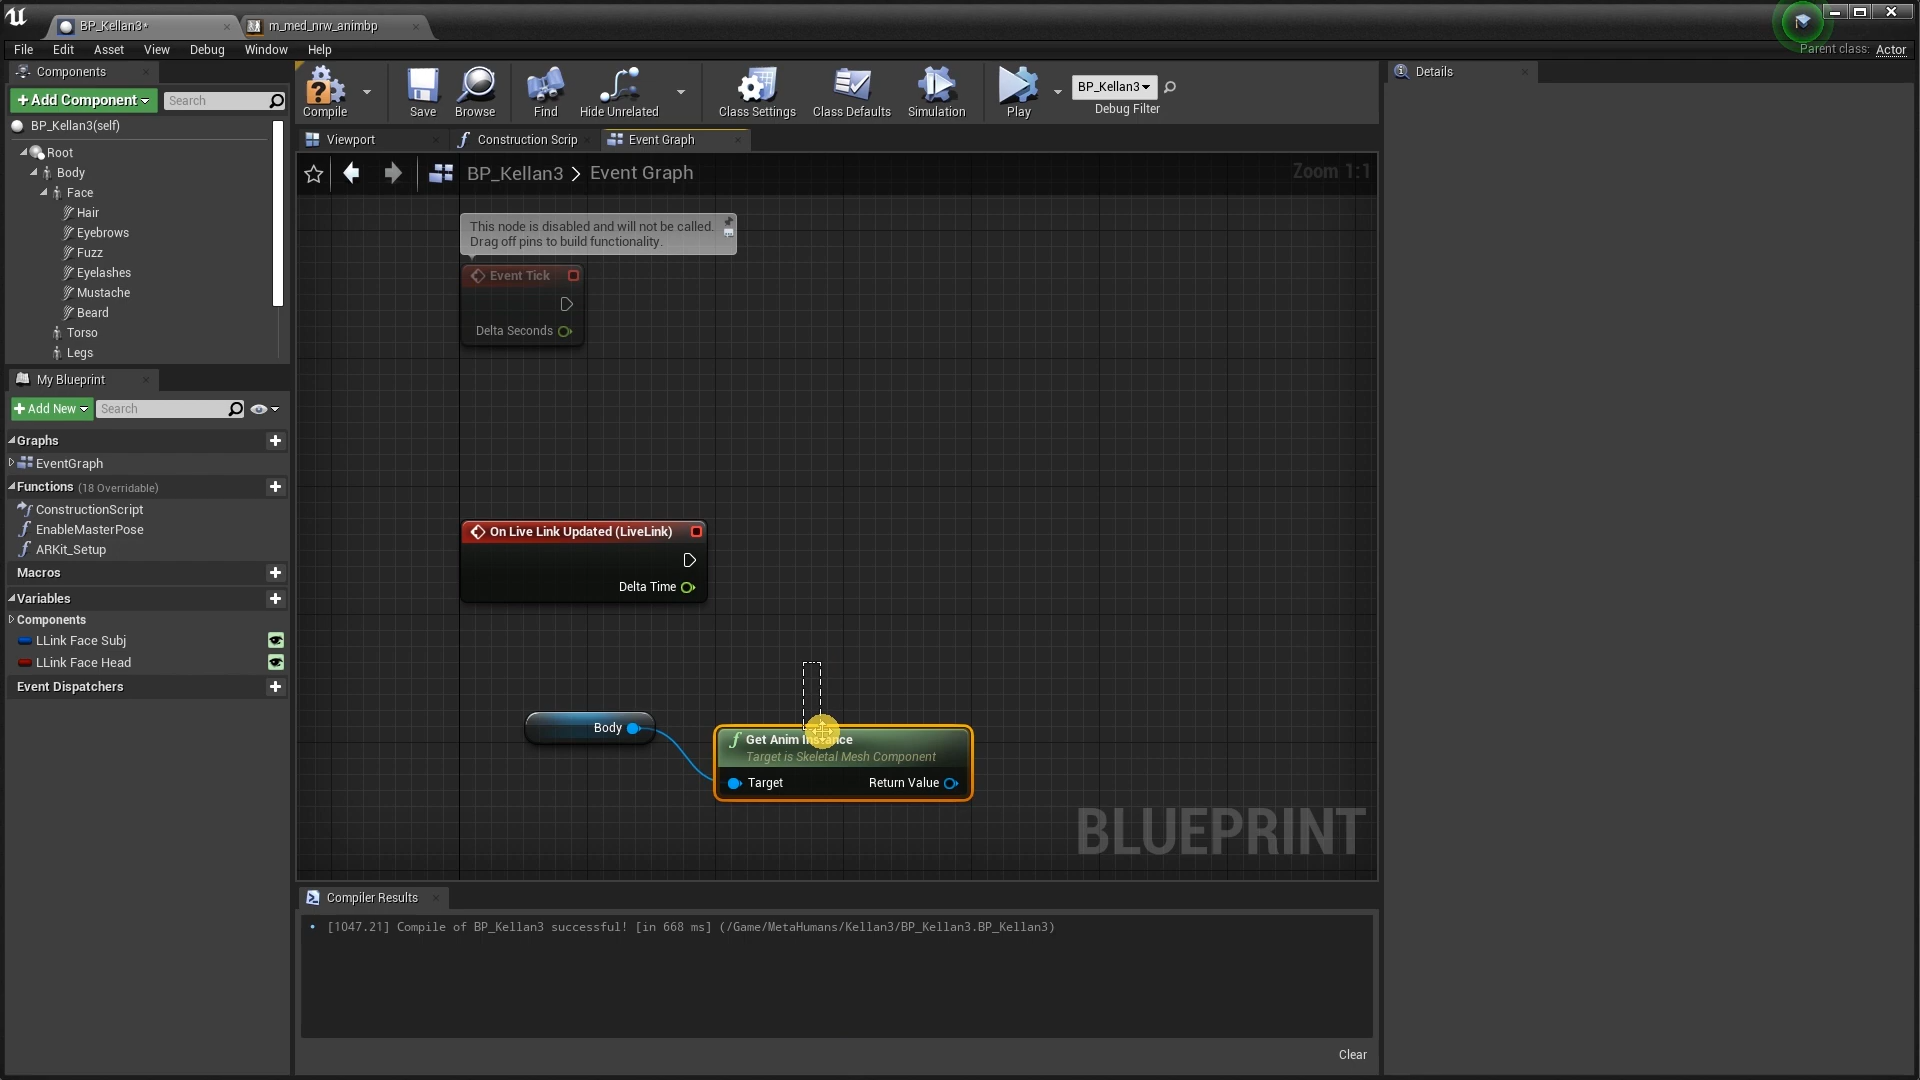 BP_Kellan3*
m_med_nrw_animbp
File Edit Asset View Debug Window Help
Parent class: Actor
Components
+Add Component
Search
BP_Kellan3(self)
Root
Body
Face
Hair
Eyebrows
Fuzz
Eyelashes
Mustache
Beard
Torso
Legs
My Blueprint
+Add New
Search
Graphs
EventGraph
Functions (18 Overridable)
ConstructionScript
EnableMasterPose
ARKit_Setup
Macros
Variables
Components
LLink Face Subj
LLink Face Head
Event Dispatchers
Compile
Save
Browse
Find
Hide Unrelated
Class Settings
Class Defaults
Simulation
Play
BP_Kellan3
Debug Filter
Viewport
Construction Scrip
Event Graph
BP_Kellan3 > Event Graph
Zoom 1:1
This node is disabled and will not be called.
Drag off pins to build functionality.
Event Tick
Delta Seconds
On Live Link Updated (LiveLink)
Delta Time
Body
Get Anim Instance
Target is Skeletal Mesh Component
Target
Return Value
BLUEPRINT
Compiler Results
[1047.21] Compile of BP_Kellan3 successful! [in 668 ms] (/Game/MetaHumans/Kellan3/BP_Kellan3.BP_Kellan3)
Clear
Details